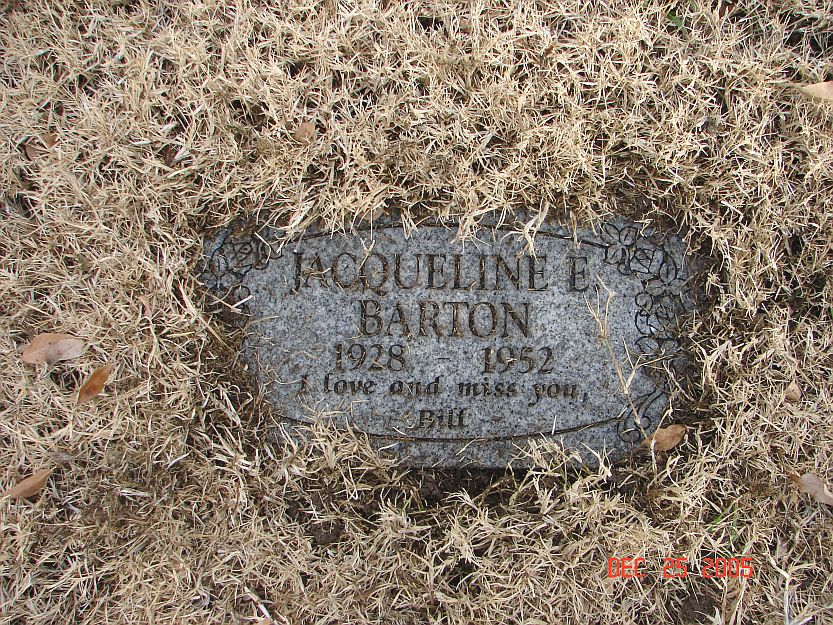 JACQUELINE E
BARTON
1928 - 1952
I love and miss you,
Bill
DEC 25 2005